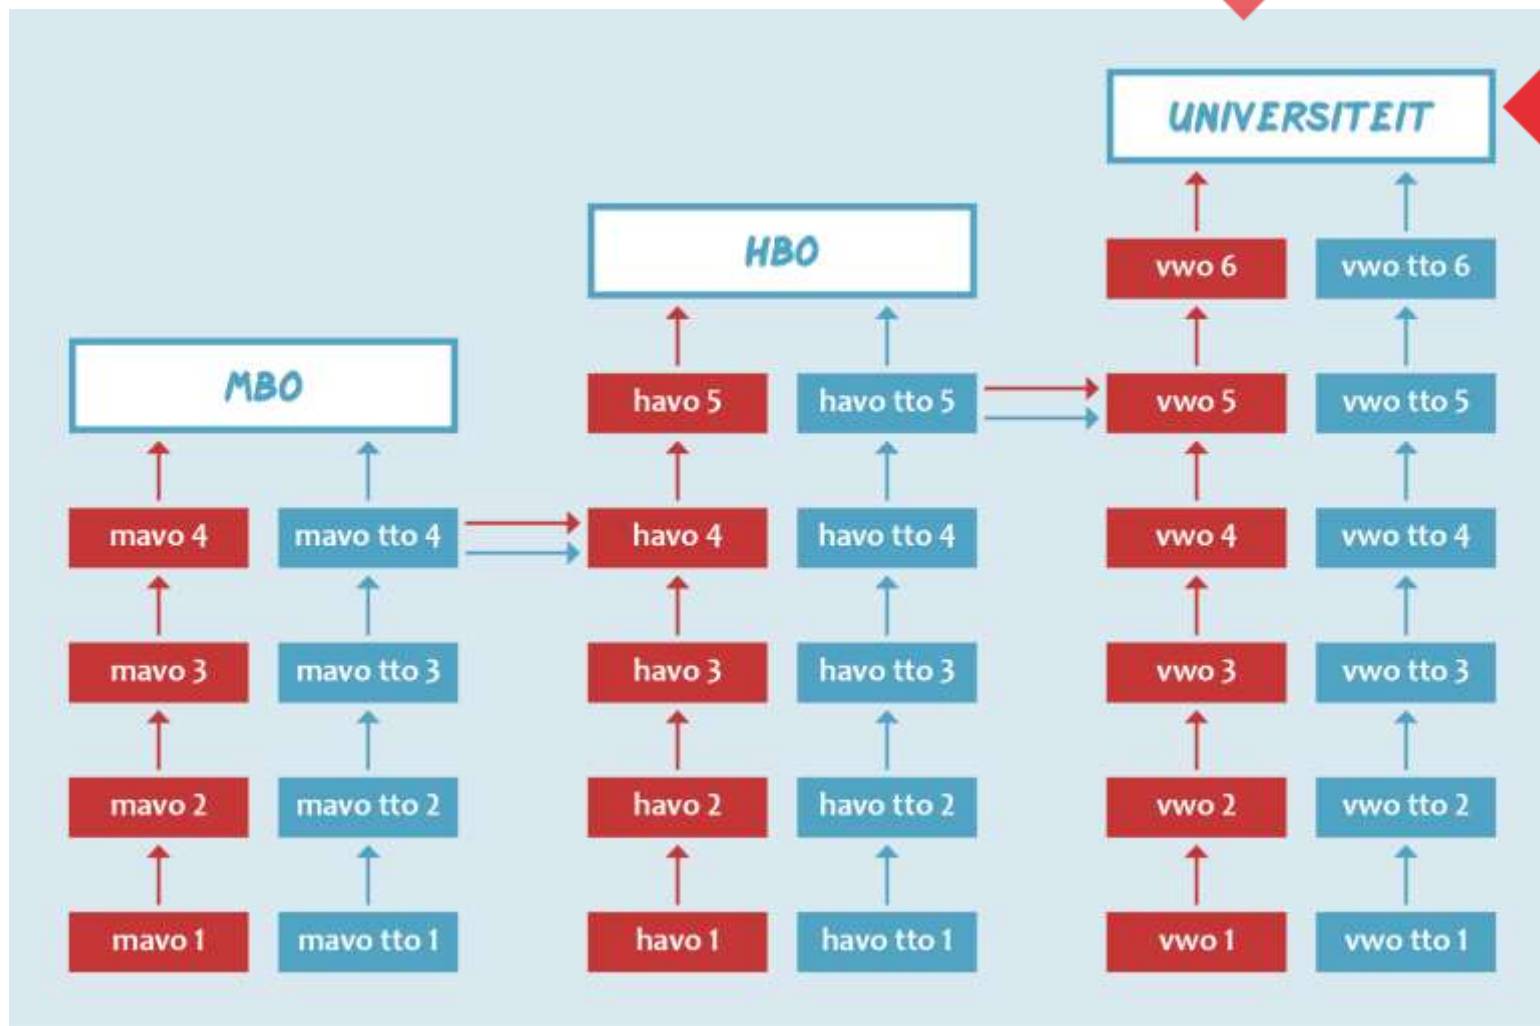 UNIVERSITEIT
HBO
vwo 6 vwo tto 6
MBO
havo 5 havo tto 5 vwo 5 vwo tto 5
mavo 4 mavo tto 4 havo 4 havo tto 4 vwo 4 vwo tto 4
mavo 3 mavo tto 3 havo 3 havo tto 3 vwo 3 vwo tto 3
mavo 2 mavo tto 2 havo 2 havo tto 2 vwo 2 vwo tto 2
mavo 1 mavo tto 1 havo 1 havo tto 1 vwo 1 vwo tto 1